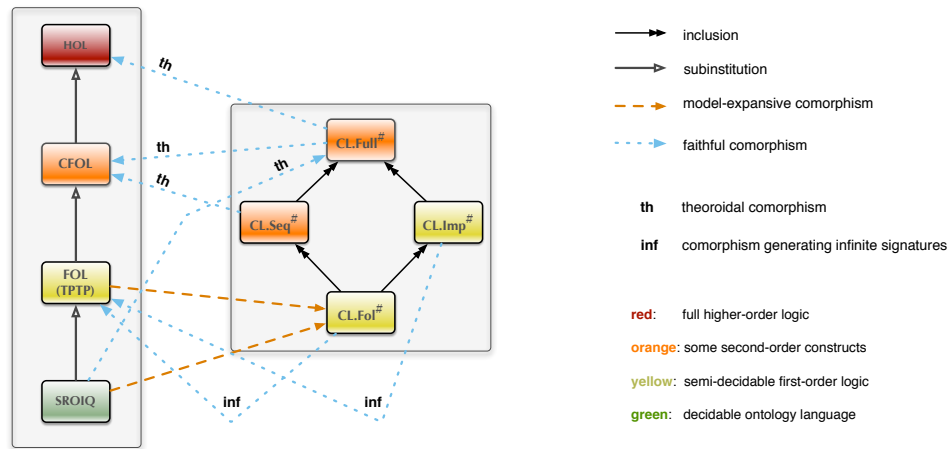 HOL
th
CFOL
th
th
th
FOL
(TPTP)
SROIQ
CL.Full#
CL.Seq#
CL.Imp#
CL.Fol#
inf
inf
inclusion
subinstitution
model-expansive comorphism
faithful comorphism
th theoroidal comorphism
inf comorphism generating infinite signatures
red: full higher-order logic
orange: some second-order constructs
yellow: semi-decidable first-order logic
green: decidable ontology language